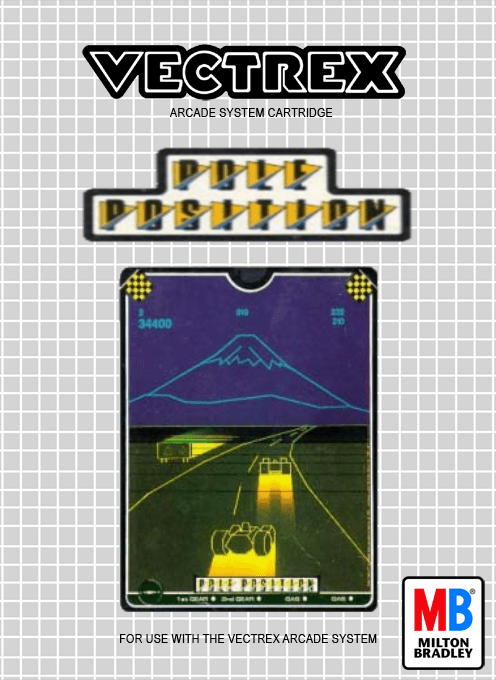 VECTREX
ARCADE SYSTEM CARTRIDGE
POLE
POSITION
34400
210
POLE POSITION
1st GEAR 2nd GEAR GAS GAS
FOR USE WITH THE VECTREX ARCADE SYSTEM
MB®
MILTON
BRADLEY